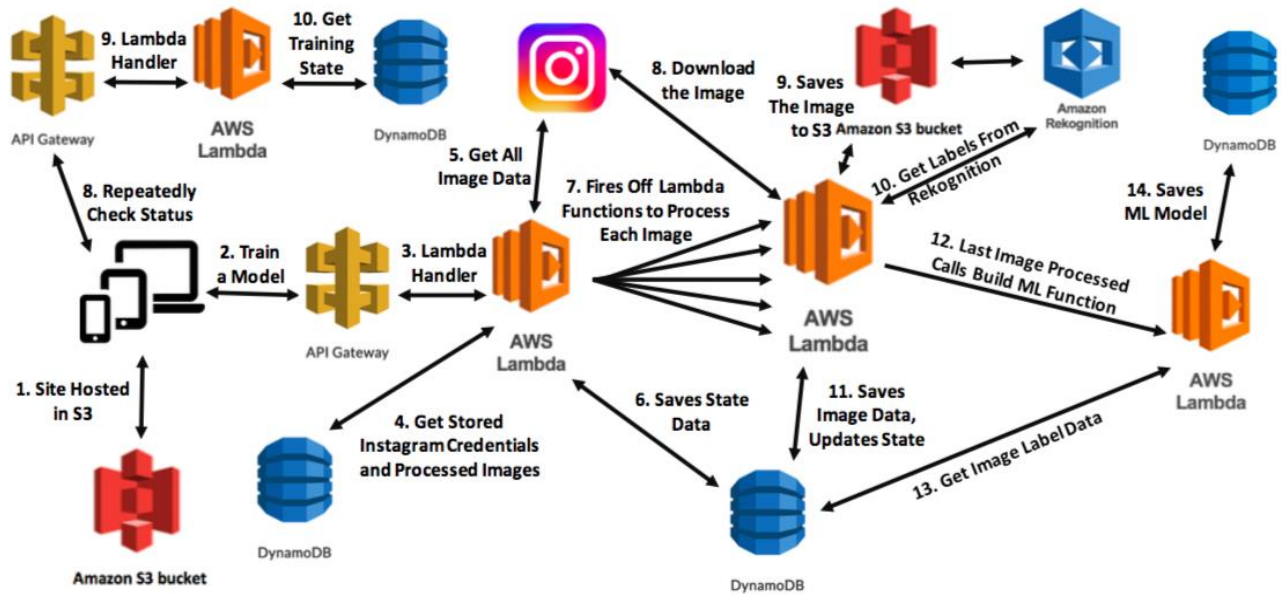 9. Lambda
Handler
10. Get
Training
State
API Gateway
AWS
Lambda
DynamoDB
8. Repeatedly
Check Status
5. Get All
Image Data
8. Download
the Image
9. Saves
The Image
to S3
Amazon S3 bucket
Amazon
Rekognition
DynamoDB
10. Get Labels From
Rekognition
7. Fires Off Lambda
Functions to Process
Each Image
14. Saves
ML Model
2. Train
a Model
3. Lambda
Handler
12. Last Image Processed
Calls Build ML Function
API Gateway
AWS
Lambda
AWS
Lambda
AWS
Lambda
1. Site Hosted
in S3
4. Get Stored
Instagram Credentials
and Processed Images
6. Saves State
Data
11. Saves
Image Data,
Updates State
13. Get Image Label Data
Amazon S3 bucket
DynamoDB
DynamoDB